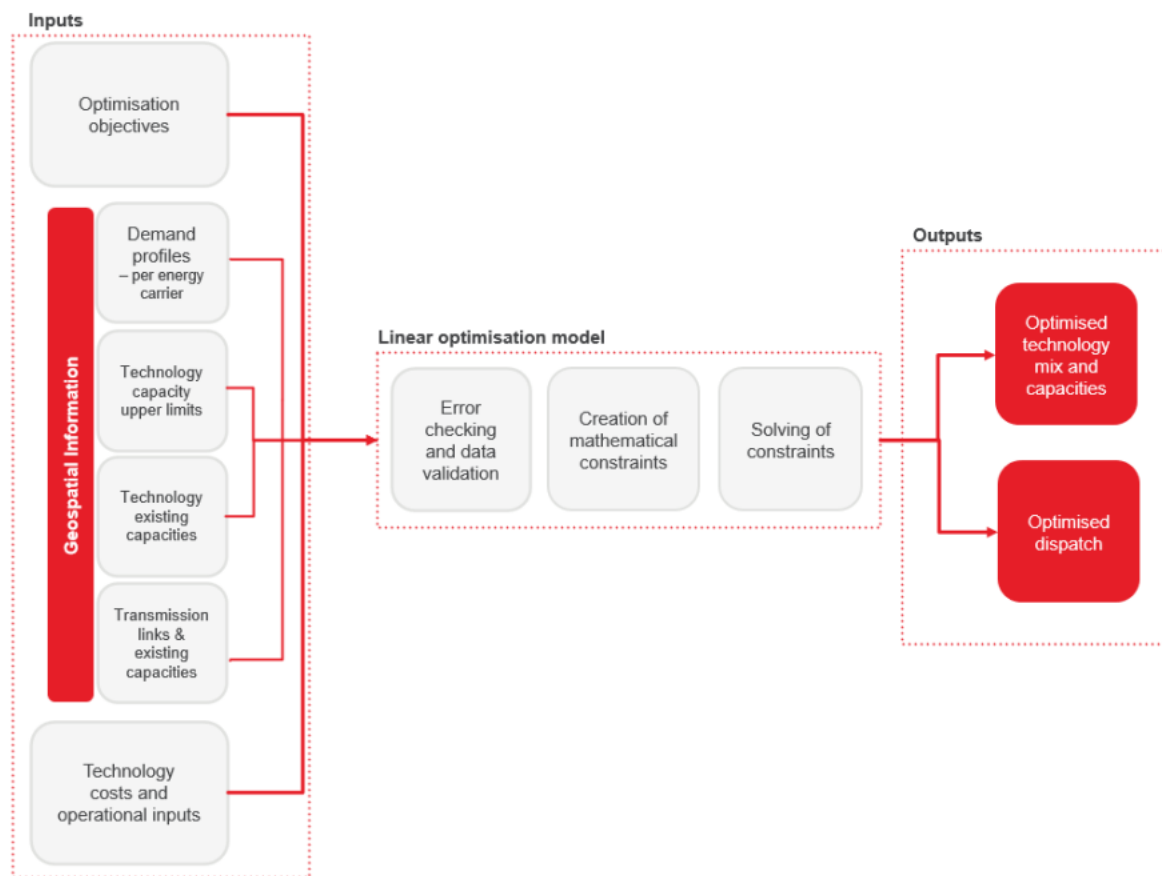 Inputs
Optimisation
objectives
Geospatial Information
Demand
profiles
– per energy
carrier
Technology
capacity
upper limits
Technology
existing
capacities
Transmission
links &
existing
capacities
Technology
costs and
operational inputs
Linear optimisation model
Error
checking
and data
validation
Creation of
mathematical
constraints
Solving of
constraints
Outputs
Optimised
technology
mix and
capacities
Optimised
dispatch